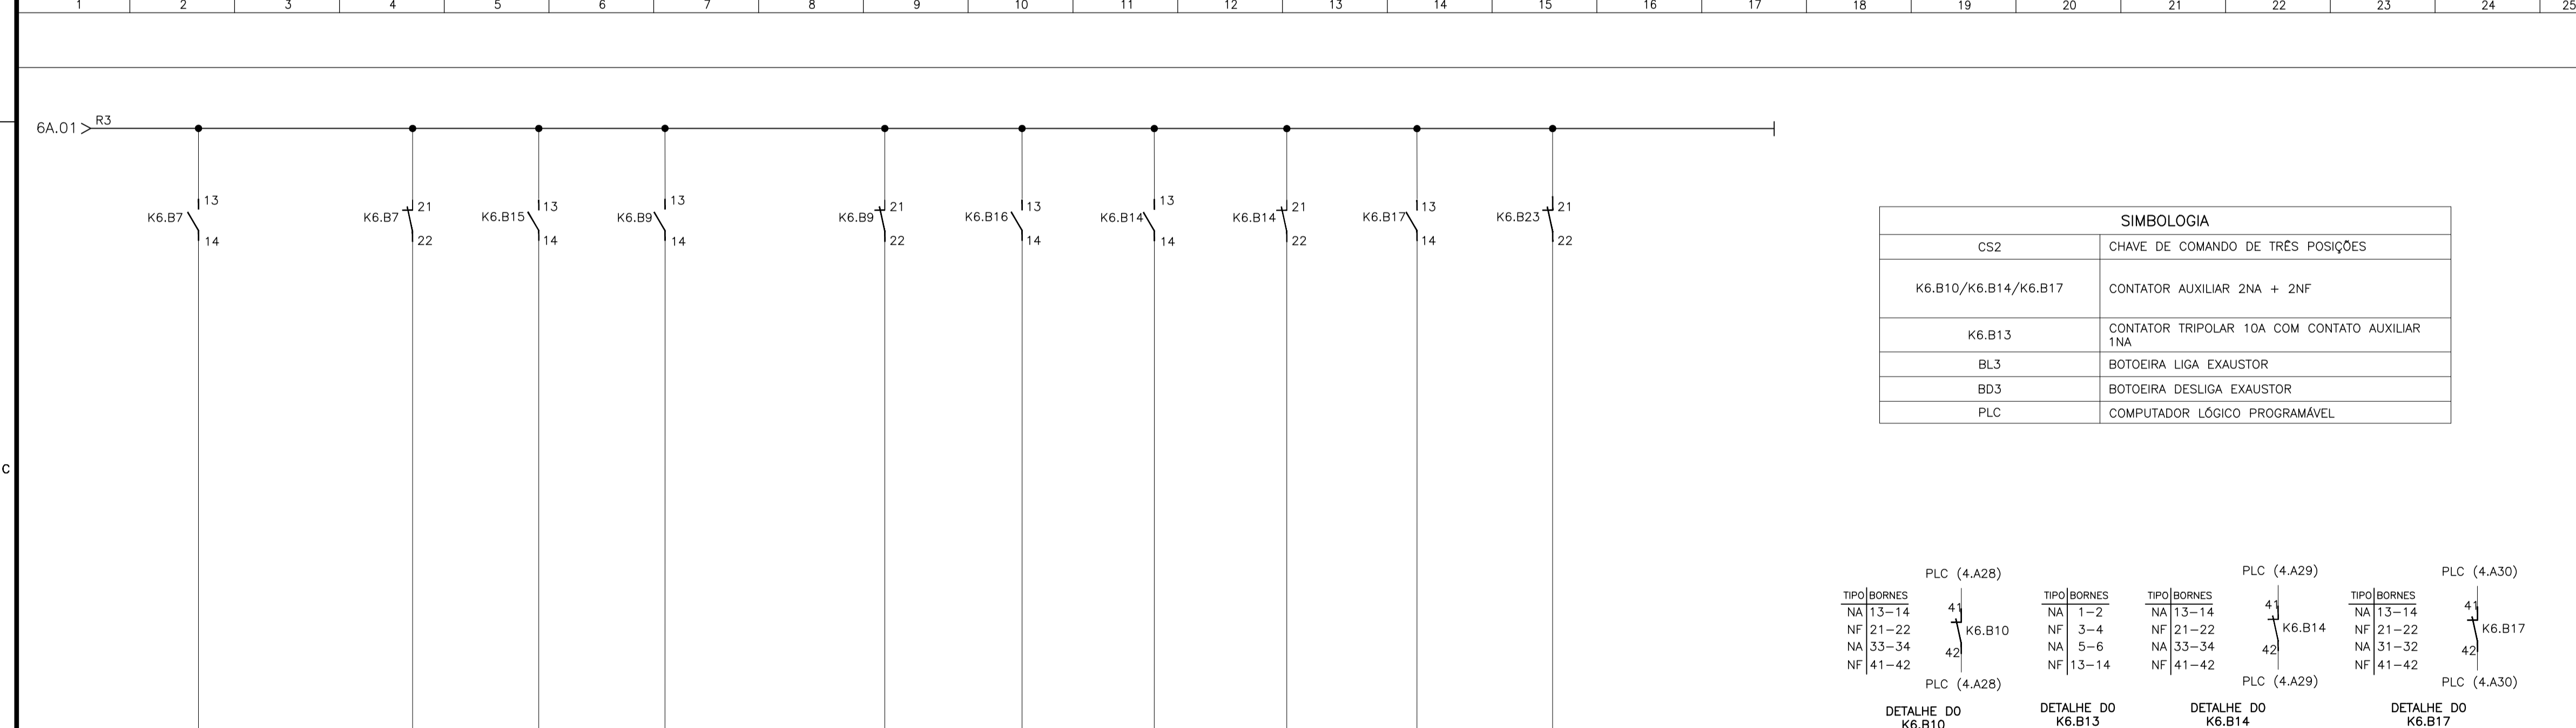 1 2 3 4 5 6 7 8 9 10 11 12 13 14 15 16 17 18 19 20 21 22 23 24 25
6A.01 R3
13 21 13 13 21 13 13 21 13 21
K6.B7 K6.B7 K6.B15 K6.B9 K6.B9 K6.B16 K6.B14 K6.B14 K6.B17 K6.B23
14 22 14 14 22 14 14 22 14 22
SIMBOLOGIA
CS2 CHAVE DE COMANDO DE TRÊS POSIÇÕES
K6.B10/K6.B14/K6.B17 CONTATOR AUXILIAR 2NA + 2NF
K6.B13 CONTATOR TRIPOLAR 10A COM CONTATO AUXILIAR
1NA
BL3 BOTOEIRA LIGA EXAUSTOR
BD3 BOTOEIRA DESLIGA EXAUSTOR
PLC COMPUTADOR LÓGICO PROGRAMÁVEL
C
TIPO BORNES
NA 13-14
NF 21-22
NA 33-34
NF 41-42
PLC (4.A28)
41
K6.B10
42
PLC (4.A28)
DETALHE DO
K6.B10
TIPO BORNES
NA 1-2
NF 3-4
NA 5-6
NF 13-14
DETALHE DO
K6.B13
TIPO BORNES
NA 13-14
NF 21-22
NA 33-34
NF 41-42
PLC (4.A29)
41
K6.B14
42
PLC (4.A29)
DETALHE DO
K6.B14
TIPO BORNES
NA 13-14
NF 21-22
NA 31-32
NF 41-42
PLC (4.A30)
41
K6.B17
42
PLC (4.A30)
DETALHE DO
K6.B17